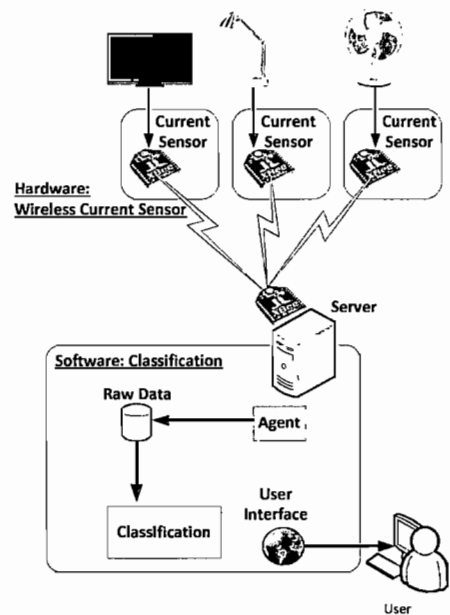 Current
Sensor
Current
Sensor
Current
Sensor
Hardware:
Wireless Current Sensor
Server
Software: Classification
Raw Data
Agent
User
Interface
Classification
User